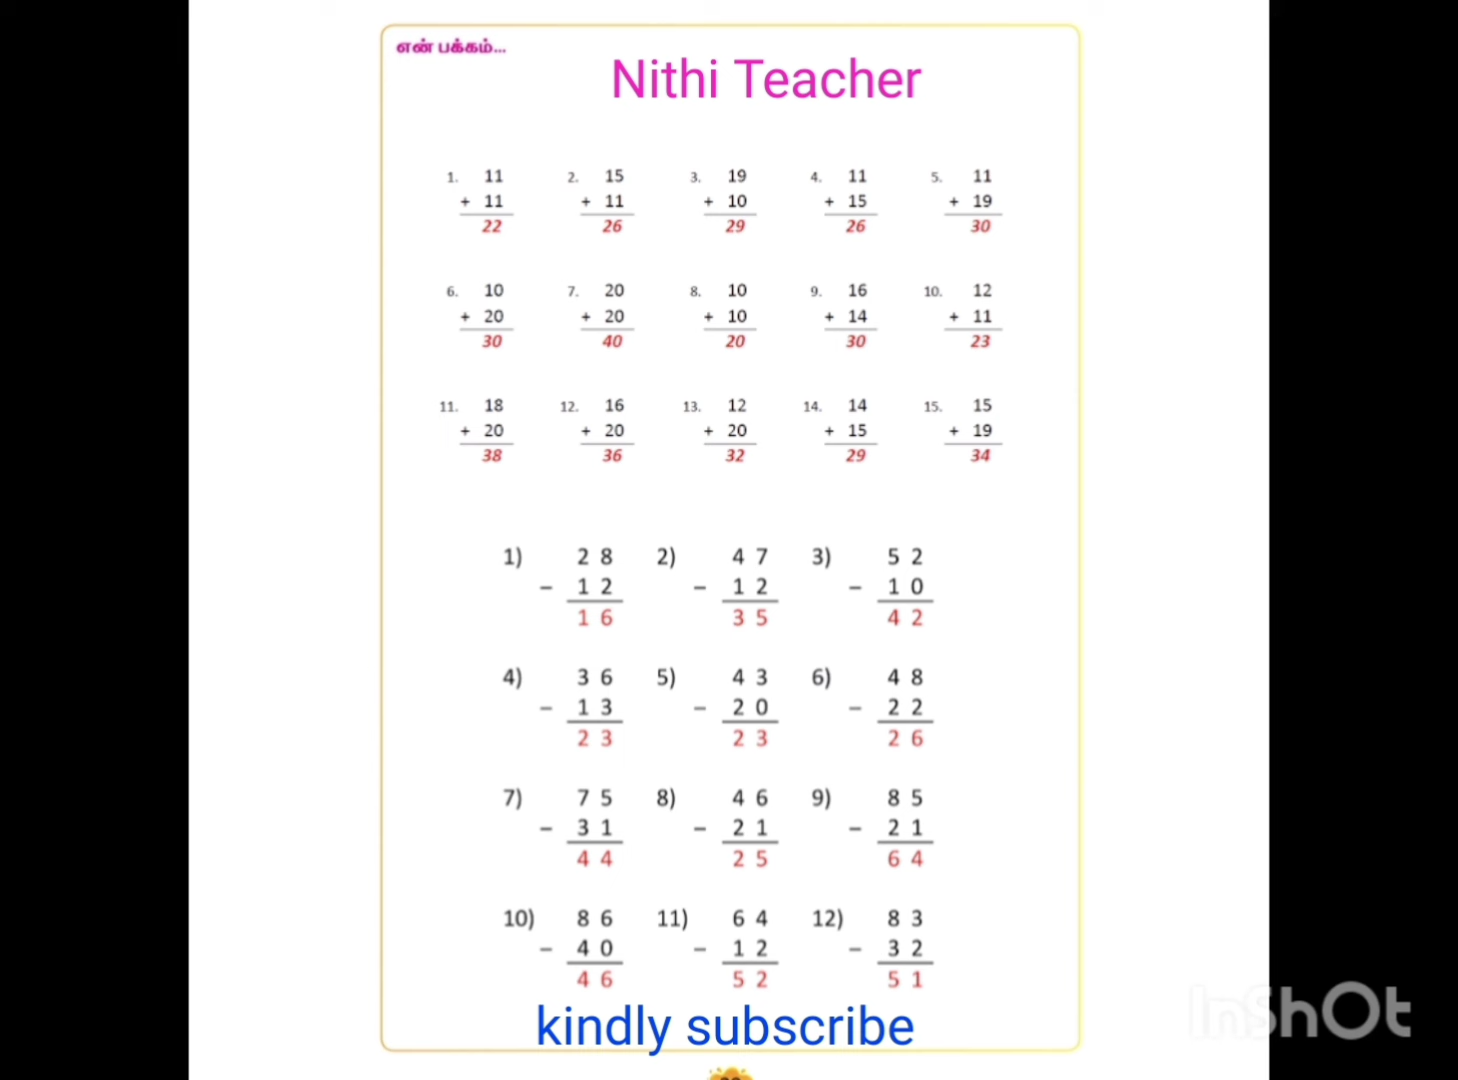 என் பக்கம்...
Nithi Teacher
1. 11 2. 15 3. 19 4. 11 5. 11
+ 11 + 11 + 10 + 15 + 19
22 26 29 26 30
6. 10 7. 20 8. 10 9. 16 10. 12
+ 20 + 20 + 10 + 14 + 11
30 40 20 30 23
11. 18 12. 16 13. 12 14. 14 15. 15
+ 20 + 20 + 20 + 15 + 19
38 36 32 29 34
1) 2 8 2) 4 7 3) 5 2
− 1 2 − 1 2 − 1 0
1 6 3 5 4 2
4) 3 6 5) 4 3 6) 4 8
− 1 3 − 2 0 − 2 2
2 3 2 3 2 6
7) 7 5 8) 4 6 9) 8 5
− 3 1 − 2 1 − 2 1
4 4 2 5 6 4
10) 8 6 11) 6 4 12) 8 3
− 4 0 − 1 2 − 3 2
4 6 5 2 5 1
kindly subscribe
InShOt